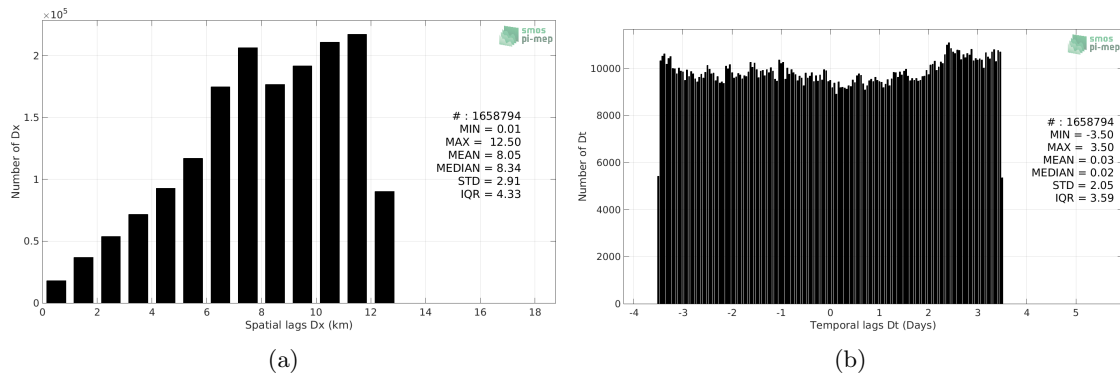 ×10⁵
smos
pi-mep
2
1.5
1
0.5
0
Number of Dx
# : 1658794
MIN = 0.01
MAX = 12.50
MEAN = 8.05
MEDIAN = 8.34
STD = 2.91
IQR = 4.33
0 2 4 6 8 10 12 14 16 18
Spatial lags Dx (km)
(a)
smos
pi-mep
10000
8000
6000
4000
2000
0
Number of Dt
# : 1658794
MIN = -3.50
MAX = 3.50
MEAN = 0.03
MEDIAN = 0.02
STD = 2.05
IQR = 3.59
-4 -3 -2 -1 0 1 2 3 4 5
Temporal lags Dt (Days)
(b)